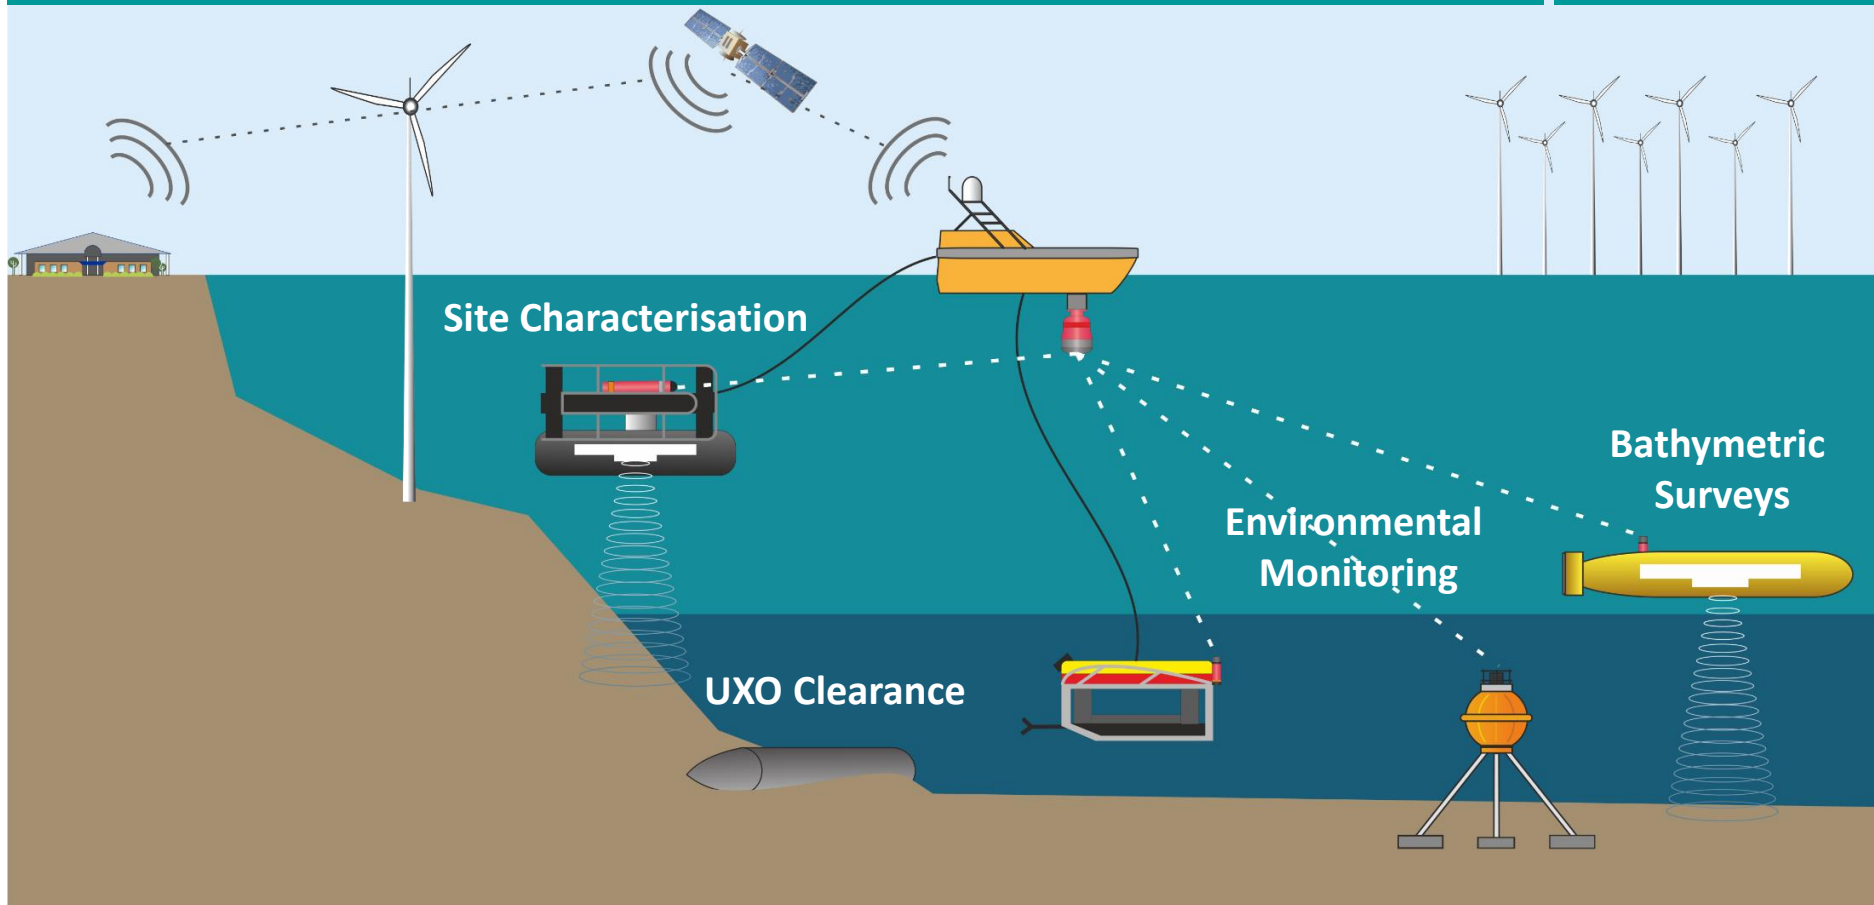 Site Characterisation
Bathymetric
Surveys
Environmental
Monitoring
UXO Clearance